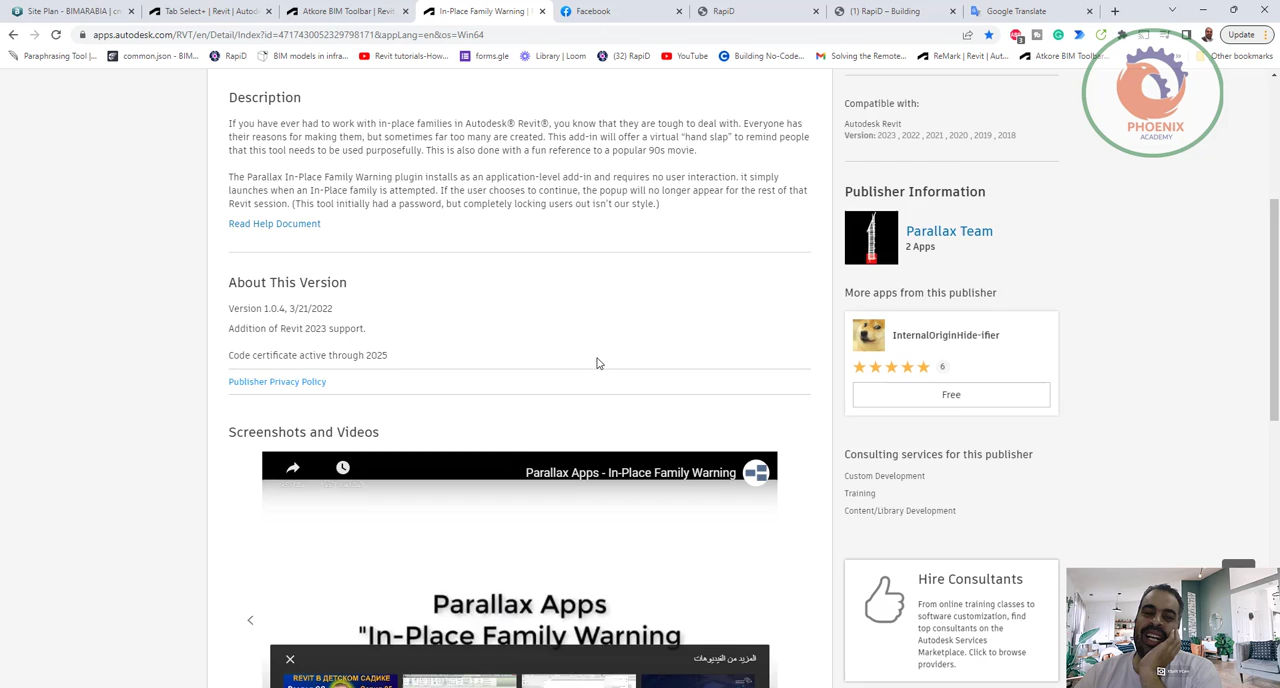 Site Plan - BIMARABIA | cn
Tab Select+ | Revit | Autode
Atkore BIM Toolbar | Revit |
In-Place Family Warning |
Facebook
RapiD
(1) RapiD – Building
Google Translate
apps.autodesk.com/RVT/en/Detail/Index?id=4717430052329798171&appLang=en&os=Win64
Update
Paraphrasing Tool |...
common.json - BIM...
RapiD
BIM models in infra...
Revit tutorials-How...
forms.gle
Library | Loom
(32) RapiD
YouTube
Building No-Code...
Solving the Remote...
ReMark | Revit | Aut...
Atkore BIM Toolbar...
Other bookmarks
PHOENIX
ACADEMY
Description
If you have ever had to work with in-place families in Autodesk® Revit®, you know that they are tough to deal with. Everyone has
their reasons for making them, but sometimes far too many are created. This add-in will offer a virtual “hand slap” to remind people
that this tool needs to be used purposefully. This is also done with a fun reference to a popular 90s movie.
The Parallax In-Place Family Warning plugin installs as an application-level add-in and requires no user interaction. it simply
launches when an In-Place family is attempted. If the user chooses to continue, the popup will no longer appear for the rest of that
Revit session. (This tool initially had a password, but completely locking users out isn’t our style.)
Read Help Document
About This Version
Version 1.0.4, 3/21/2022
Addition of Revit 2023 support.
Code certificate active through 2025
Publisher Privacy Policy
Screenshots and Videos
Parallax Apps - In-Place Family Warning
Parallax Apps
"In-Place Family Warning
المزيد من الفيديوهات
REVIT В ДЕТСКОМ САДИКЕ
Compatible with:
Autodesk Revit
Version: 2023 , 2022 , 2021 , 2020 , 2019 , 2018
Publisher Information
Parallax Team
2 Apps
More apps from this publisher
InternalOriginHide-ifier
6
Free
Consulting services for this publisher
Custom Development
Training
Content/Library Development
Hire Consultants
From online training classes to
software customization, find
top consultants on the
Autodesk Services
Marketplace. Click to browse
providers.